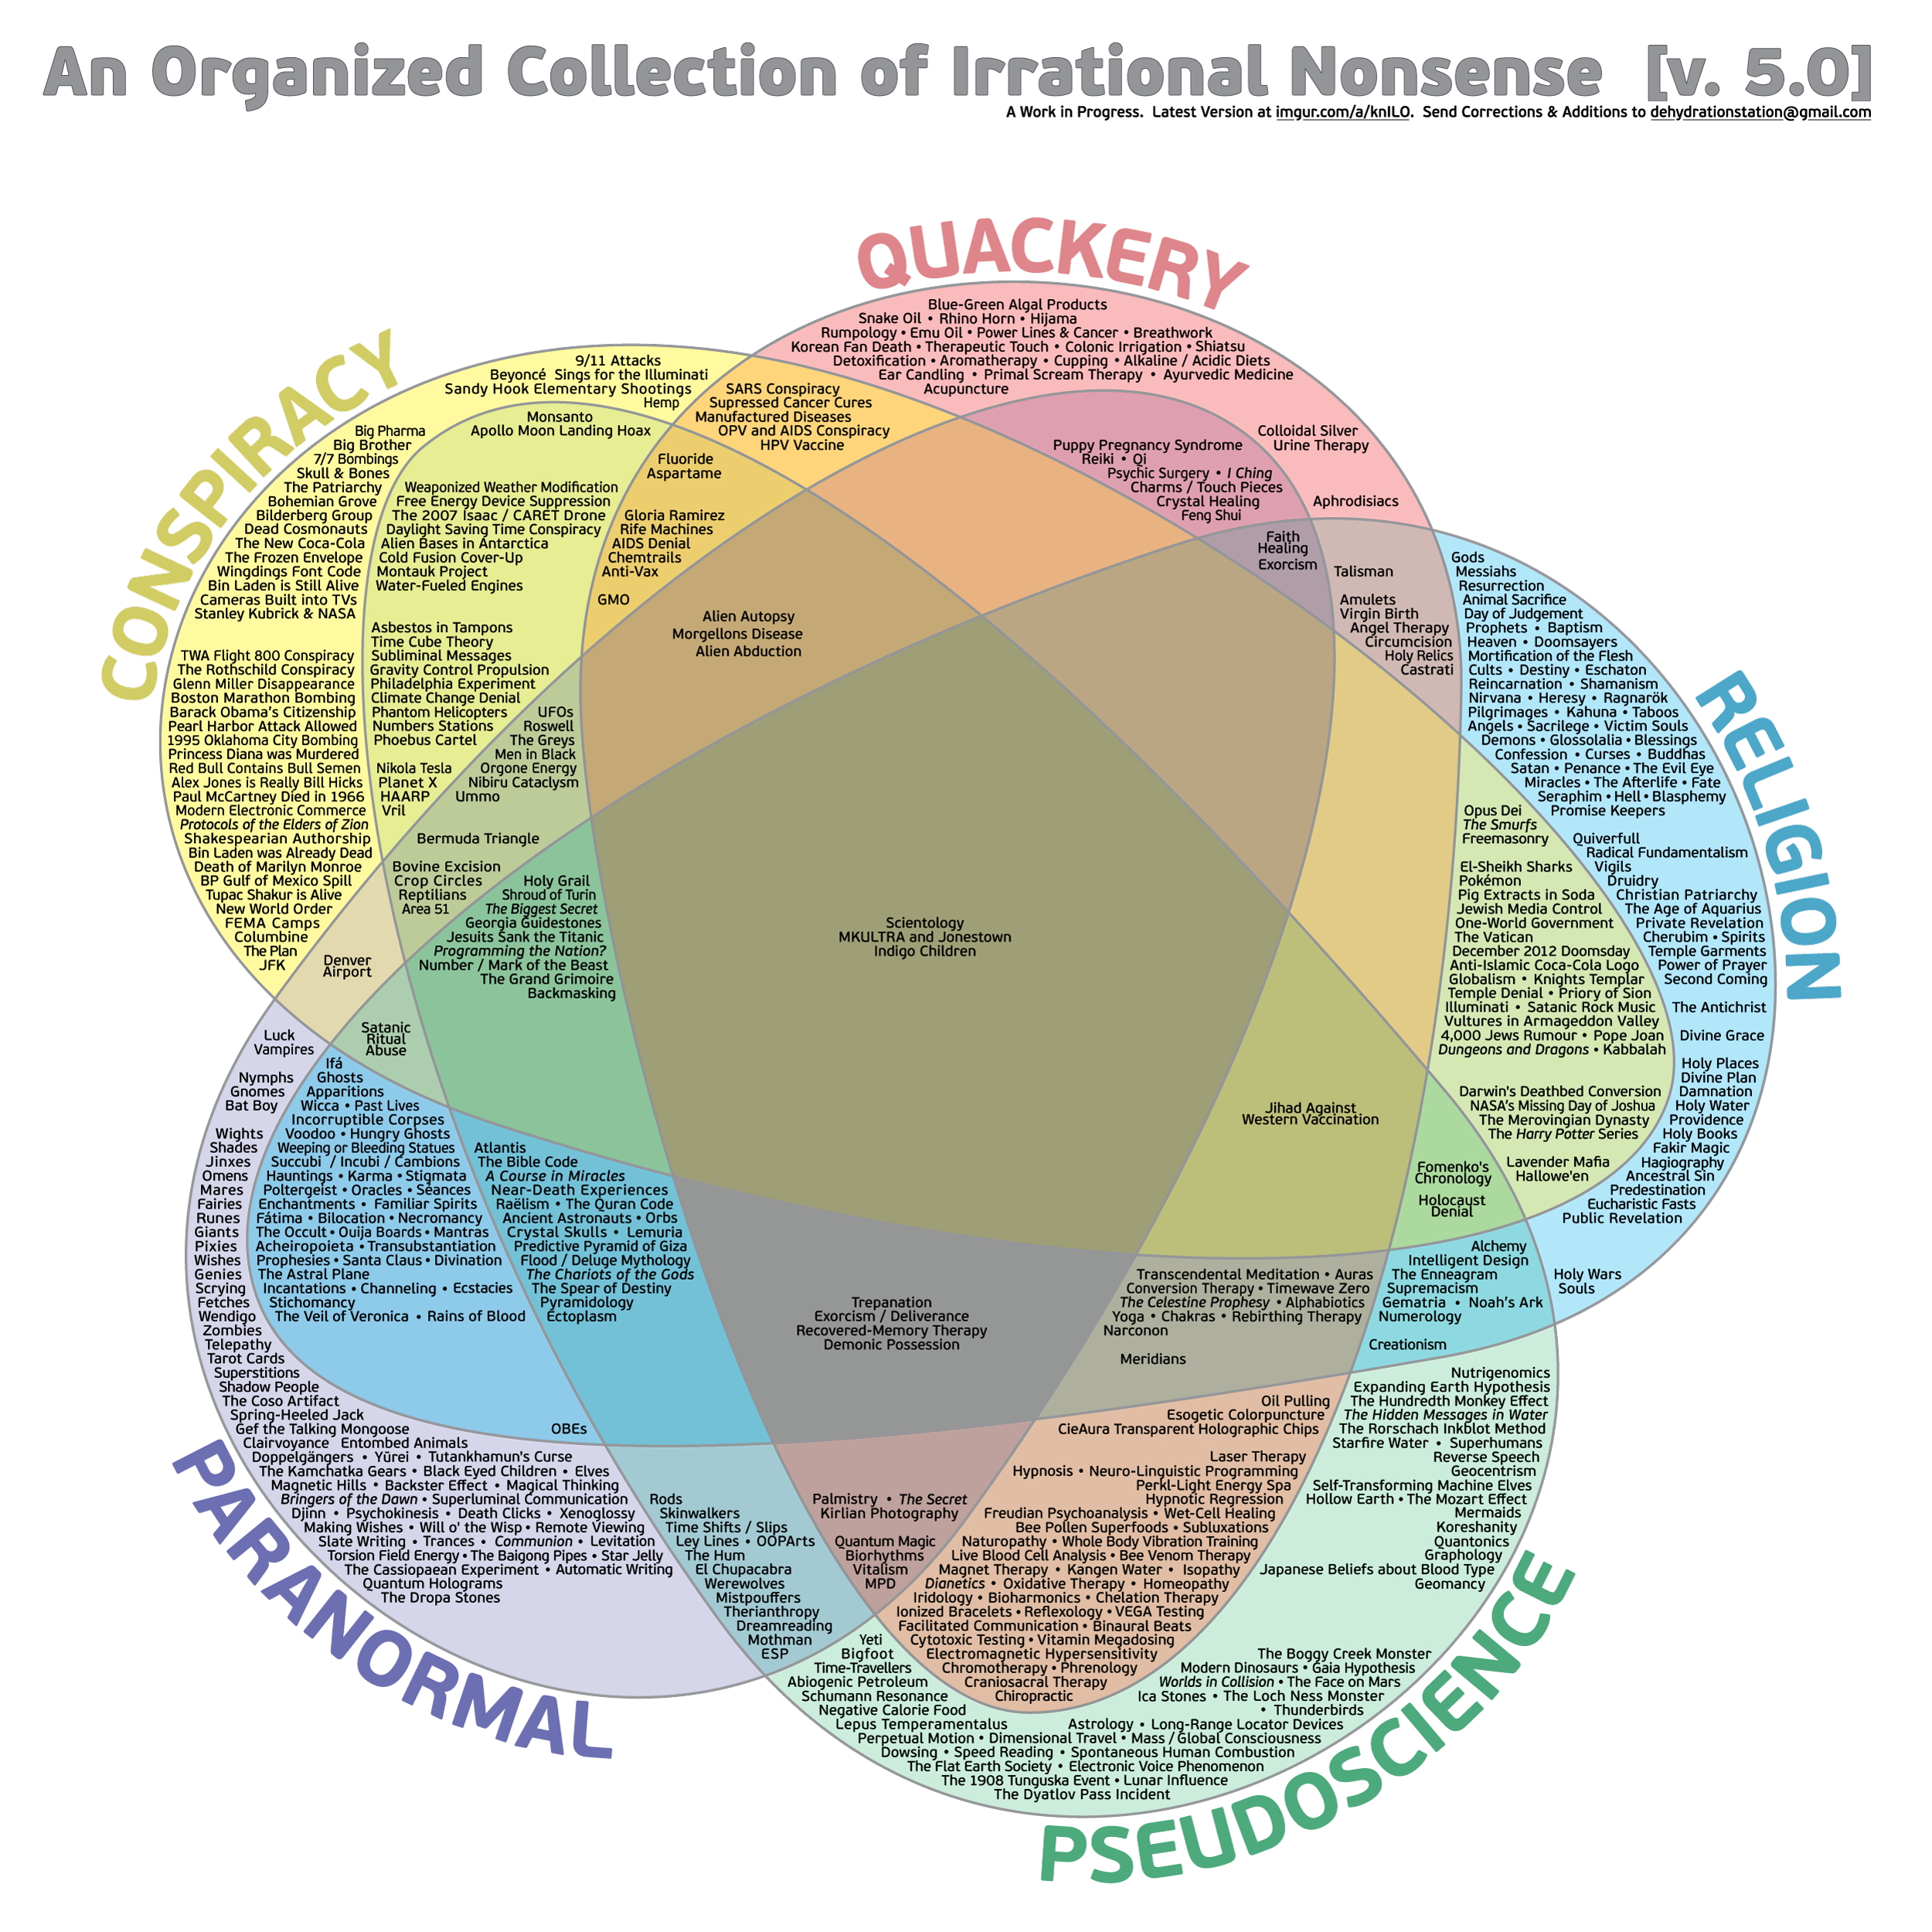 An Organized Collection of Irrational Nonsense [v. 5.0]
A Work in Progress. Latest Version at imgur.com/a/knILO. Send Corrections & Additions to dehydrationstation@gmail.com
QUACKERY
Blue-Green Algal Products
Snake Oil • Rhino Horn • Hijama
Rumpology • Emu Oil • Power Lines & Cancer • Breathwork
Korean Fan Death • Therapeutic Touch • Colonic Irrigation • Shiatsu
Detoxification • Aromatherapy • Cupping • Alkaline / Acidic Diets
Ear Candling • Primal Scream Therapy • Ayurvedic Medicine
Acupuncture
Colloidal Silver
Urine Therapy
Aphrodisiacs
Puppy Pregnancy Syndrome
Reiki • Qi
Psychic Surgery • I Ching
Charms / Touch Pieces
Crystal Healing
Feng Shui
Faith
Healing
Exorcism
Talisman
Amulets
Virgin Birth
Angel Therapy
Circumcision
Holy Relics
Castrati
CONSPIRACY
9/11 Attacks
Beyoncé Sings for the Illuminati
Sandy Hook Elementary Shootings
Hemp
Big Pharma
Big Brother
7/7 Bombings
Skull & Bones
The Patriarchy
Bohemian Grove
Bilderberg Group
Dead Cosmonauts
The New Coca-Cola
The Frozen Envelope
Wingdings Font Code
Bin Laden is Still Alive
Cameras Built into TVs
Stanley Kubrick & NASA
TWA Flight 800 Conspiracy
The Rothschild Conspiracy
Glenn Miller Disappearance
Boston Marathon Bombing
Barack Obama's Citizenship
Pearl Harbor Attack Allowed
1995 Oklahoma City Bombing
Princess Diana was Murdered
Red Bull Contains Bull Semen
Alex Jones is Really Bill Hicks
Paul McCartney Died in 1966
Modern Electronic Commerce
Protocols of the Elders of Zion
Shakespearian Authorship
Bin Laden was Already Dead
Death of Marilyn Monroe
BP Gulf of Mexico Spill
Tupac Shakur is Alive
New World Order
FEMA Camps
Columbine
The Plan
JFK
Monsanto
Apollo Moon Landing Hoax
Weaponized Weather Modification
Free Energy Device Suppression
The 2007 Isaac / CARET Drone
Daylight Saving Time Conspiracy
Alien Bases in Antarctica
Cold Fusion Cover-Up
Montauk Project
Water-Fueled Engines
Asbestos in Tampons
Time Cube Theory
Subliminal Messages
Gravity Control Propulsion
Philadelphia Experiment
Climate Change Denial
Phantom Helicopters
Numbers Stations
Phoebus Cartel
Nikola Tesla
Planet X
HAARP
Vril
SARS Conspiracy
Supressed Cancer Cures
Manufactured Diseases
OPV and AIDS Conspiracy
HPV Vaccine
Fluoride
Aspartame
Gloria Ramirez
Rife Machines
AIDS Denial
Chemtrails
Anti-Vax
GMO
Alien Autopsy
Morgellons Disease
Alien Abduction
UFOs
Roswell
The Greys
Men in Black
Orgone Energy
Nibiru Cataclysm
Ummo
Bermuda Triangle
Bovine Excision
Crop Circles
Reptilians
Area 51
Holy Grail
Shroud of Turin
The Biggest Secret
Georgia Guidestones
Jesuits Sank the Titanic
Programming the Nation?
Number / Mark of the Beast
The Grand Grimoire
Backmasking
Denver
Airport
Satanic
Ritual
Abuse
Scientology
MKULTRA and Jonestown
Indigo Children
Jihad Against
Western Vaccination
RELIGION
Gods
Messiahs
Resurrection
Animal Sacrifice
Day of Judgement
Prophets • Baptism
Heaven • Doomsayers
Mortification of the Flesh
Cults • Destiny • Eschaton
Reincarnation • Shamanism
Nirvana • Heresy • Ragnarök
Pilgrimages • Kahuna • Taboos
Angels • Sacrilege • Victim Souls
Demons • Glossolalia • Blessings
Confession • Curses • Buddhas
Satan • Penance • The Evil Eye
Miracles • The Afterlife • Fate
Seraphim • Hell • Blasphemy
Promise Keepers
Quiverfull
Radical Fundamentalism
Vigils
Druidry
Christian Patriarchy
The Age of Aquarius
Private Revelation
Cherubim • Spirits
Temple Garments
Power of Prayer
Second Coming
The Antichrist
Divine Grace
Holy Places
Divine Plan
Damnation
Holy Water
Providence
Holy Books
Fakir Magic
Hagiography
Ancestral Sin
Predestination
Eucharistic Fasts
Public Revelation
Holy Wars
Souls
Opus Dei
The Smurfs
Freemasonry
El-Sheikh Sharks
Pokémon
Pig Extracts in Soda
Jewish Media Control
One-World Government
The Vatican
December 2012 Doomsday
Anti-Islamic Coca-Cola Logo
Globalism • Knights Templar
Temple Denial • Priory of Sion
Illuminati • Satanic Rock Music
Vultures in Armageddon Valley
4,000 Jews Rumour • Pope Joan
Dungeons and Dragons • Kabbalah
Darwin's Deathbed Conversion
NASA's Missing Day of Joshua
The Merovingian Dynasty
The Harry Potter Series
Lavender Mafia
Hallowe'en
Fomenko's
Chronology
Holocaust
Denial
Alchemy
Intelligent Design
The Enneagram
Supremacism
Gematria • Noah's Ark
Numerology
Creationism
Luck
Vampires
Nymphs
Gnomes
Bat Boy
Wights
Shades
Jinxes
Omens
Mares
Fairies
Runes
Giants
Pixies
Wishes
Genies
Scrying
Fetches
Wendigo
Zombies
Telepathy
Tarot Cards
Superstitions
Shadow People
The Coso Artifact
Spring-Heeled Jack
Gef the Talking Mongoose
Clairvoyance Entombed Animals
Doppelgängers • Yūrei • Tutankhamun's Curse
The Kamchatka Gears • Black Eyed Children • Elves
Magnetic Hills • Backster Effect • Magical Thinking
Bringers of the Dawn • Superluminal Communication
Djinn • Psychokinesis • Death Clicks • Xenoglossy
Making Wishes • Will o' the Wisp • Remote Viewing
Slate Writing • Trances • Communion • Levitation
Torsion Field Energy • The Baigong Pipes • Star Jelly
The Cassiopaean Experiment • Automatic Writing
Quantum Holograms
The Dropa Stones
PARANORMAL
Ifá
Ghosts
Apparitions
Wicca • Past Lives
Incorruptible Corpses
Voodoo • Hungry Ghosts
Weeping or Bleeding Statues
Succubi / Incubi / Cambions
Hauntings • Karma • Stigmata
Poltergeist • Oracles • Séances
Enchantments • Familiar Spirits
Fátima • Bilocation • Necromancy
The Occult • Ouija Boards • Mantras
Acheiropoieta • Transubstantiation
Prophesies • Santa Claus • Divination
The Astral Plane
Incantations • Channeling • Ecstacies
Stichomancy
The Veil of Veronica • Rains of Blood
OBEs
Atlantis
The Bible Code
A Course in Miracles
Near-Death Experiences
Raëlism • The Quran Code
Ancient Astronauts • Orbs
Crystal Skulls • Lemuria
Predictive Pyramid of Giza
Flood / Deluge Mythology
The Chariots of the Gods
The Spear of Destiny
Pyramidology
Ectoplasm
Trepanation
Exorcism / Deliverance
Recovered-Memory Therapy
Demonic Possession
Transcendental Meditation • Auras
Conversion Therapy • Timewave Zero
The Celestine Prophesy • Alphabiotics
Yoga • Chakras • Rebirthing Therapy
Narconon
Meridians
Rods
Skinwalkers
Time Shifts / Slips
Ley Lines • OOPArts
The Hum
El Chupacabra
Werewolves
Mistpouffers
Therianthropy
Dreamreading
Mothman
ESP
Palmistry • The Secret
Kirlian Photography
Quantum Magic
Biorhythms
Vitalism
MPD
Oil Pulling
Esogetic Colorpuncture
CieAura Transparent Holographic Chips
Laser Therapy
Hypnosis • Neuro-Linguistic Programming
Perkl-Light Energy Spa
Hypnotic Regression
Freudian Psychoanalysis • Wet-Cell Healing
Bee Pollen Superfoods • Subluxations
Naturopathy • Whole Body Vibration Training
Live Blood Cell Analysis • Bee Venom Therapy
Magnet Therapy • Kangen Water • Isopathy
Dianetics • Oxidative Therapy • Homeopathy
Iridology • Bioharmonics • Chelation Therapy
Ionized Bracelets • Reflexology • VEGA Testing
Facilitated Communication • Binaural Beats
Cytotoxic Testing • Vitamin Megadosing
Electromagnetic Hypersensitivity
Chromotherapy • Phrenology
Craniosacral Therapy
Chiropractic
Nutrigenomics
Expanding Earth Hypothesis
The Hundredth Monkey Effect
The Hidden Messages in Water
The Rorschach Inkblot Method
Starfire Water • Superhumans
Reverse Speech
Geocentrism
Self-Transforming Machine Elves
Hollow Earth • The Mozart Effect
Mermaids
Koreshanity
Quantonics
Graphology
Japanese Beliefs about Blood Type
Geomancy
Yeti
Bigfoot
Time-Travellers
Abiogenic Petroleum
Schumann Resonance
Negative Calorie Food
Lepus Temperamentalus
The Boggy Creek Monster
Modern Dinosaurs • Gaia Hypothesis
Worlds in Collision • The Face on Mars
Ica Stones • The Loch Ness Monster
• Thunderbirds
Astrology • Long-Range Locator Devices
Perpetual Motion • Dimensional Travel • Mass / Global Consciousness
Dowsing • Speed Reading • Spontaneous Human Combustion
The Flat Earth Society • Electronic Voice Phenomenon
The 1908 Tunguska Event • Lunar Influence
The Dyatlov Pass Incident
PSEUDOSCIENCE